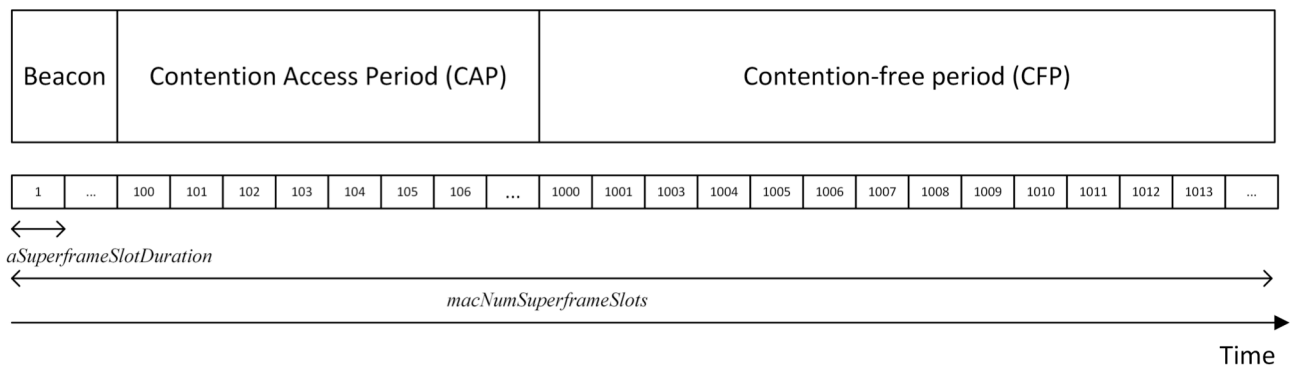 Beacon Contention Access Period (CAP) Contention-free period (CFP)
1 ... 100 101 102 103 104 105 106 ... 1000 1001 1003 1004 1005 1006 1007 1008 1009 1010 1011 1012 1013 ...
aSuperframeSlotDuration
macNumSuperframeSlots
Time